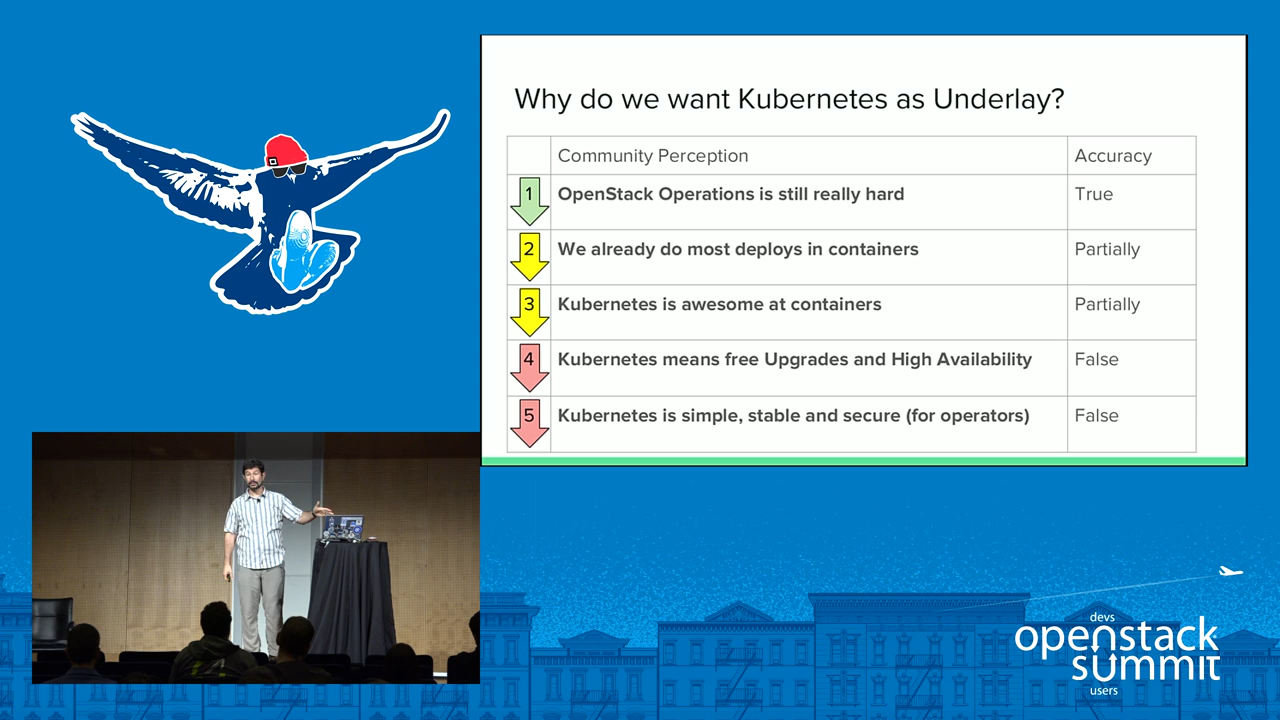 Why do we want Kubernetes as Underlay?
Community Perception Accuracy
1 OpenStack Operations is still really hard True
2 We already do most deploys in containers Partially
3 Kubernetes is awesome at containers Partially
4 Kubernetes means free Upgrades and High Availability False
5 Kubernetes is simple, stable and secure (for operators) False
devs
openstack
summit
users